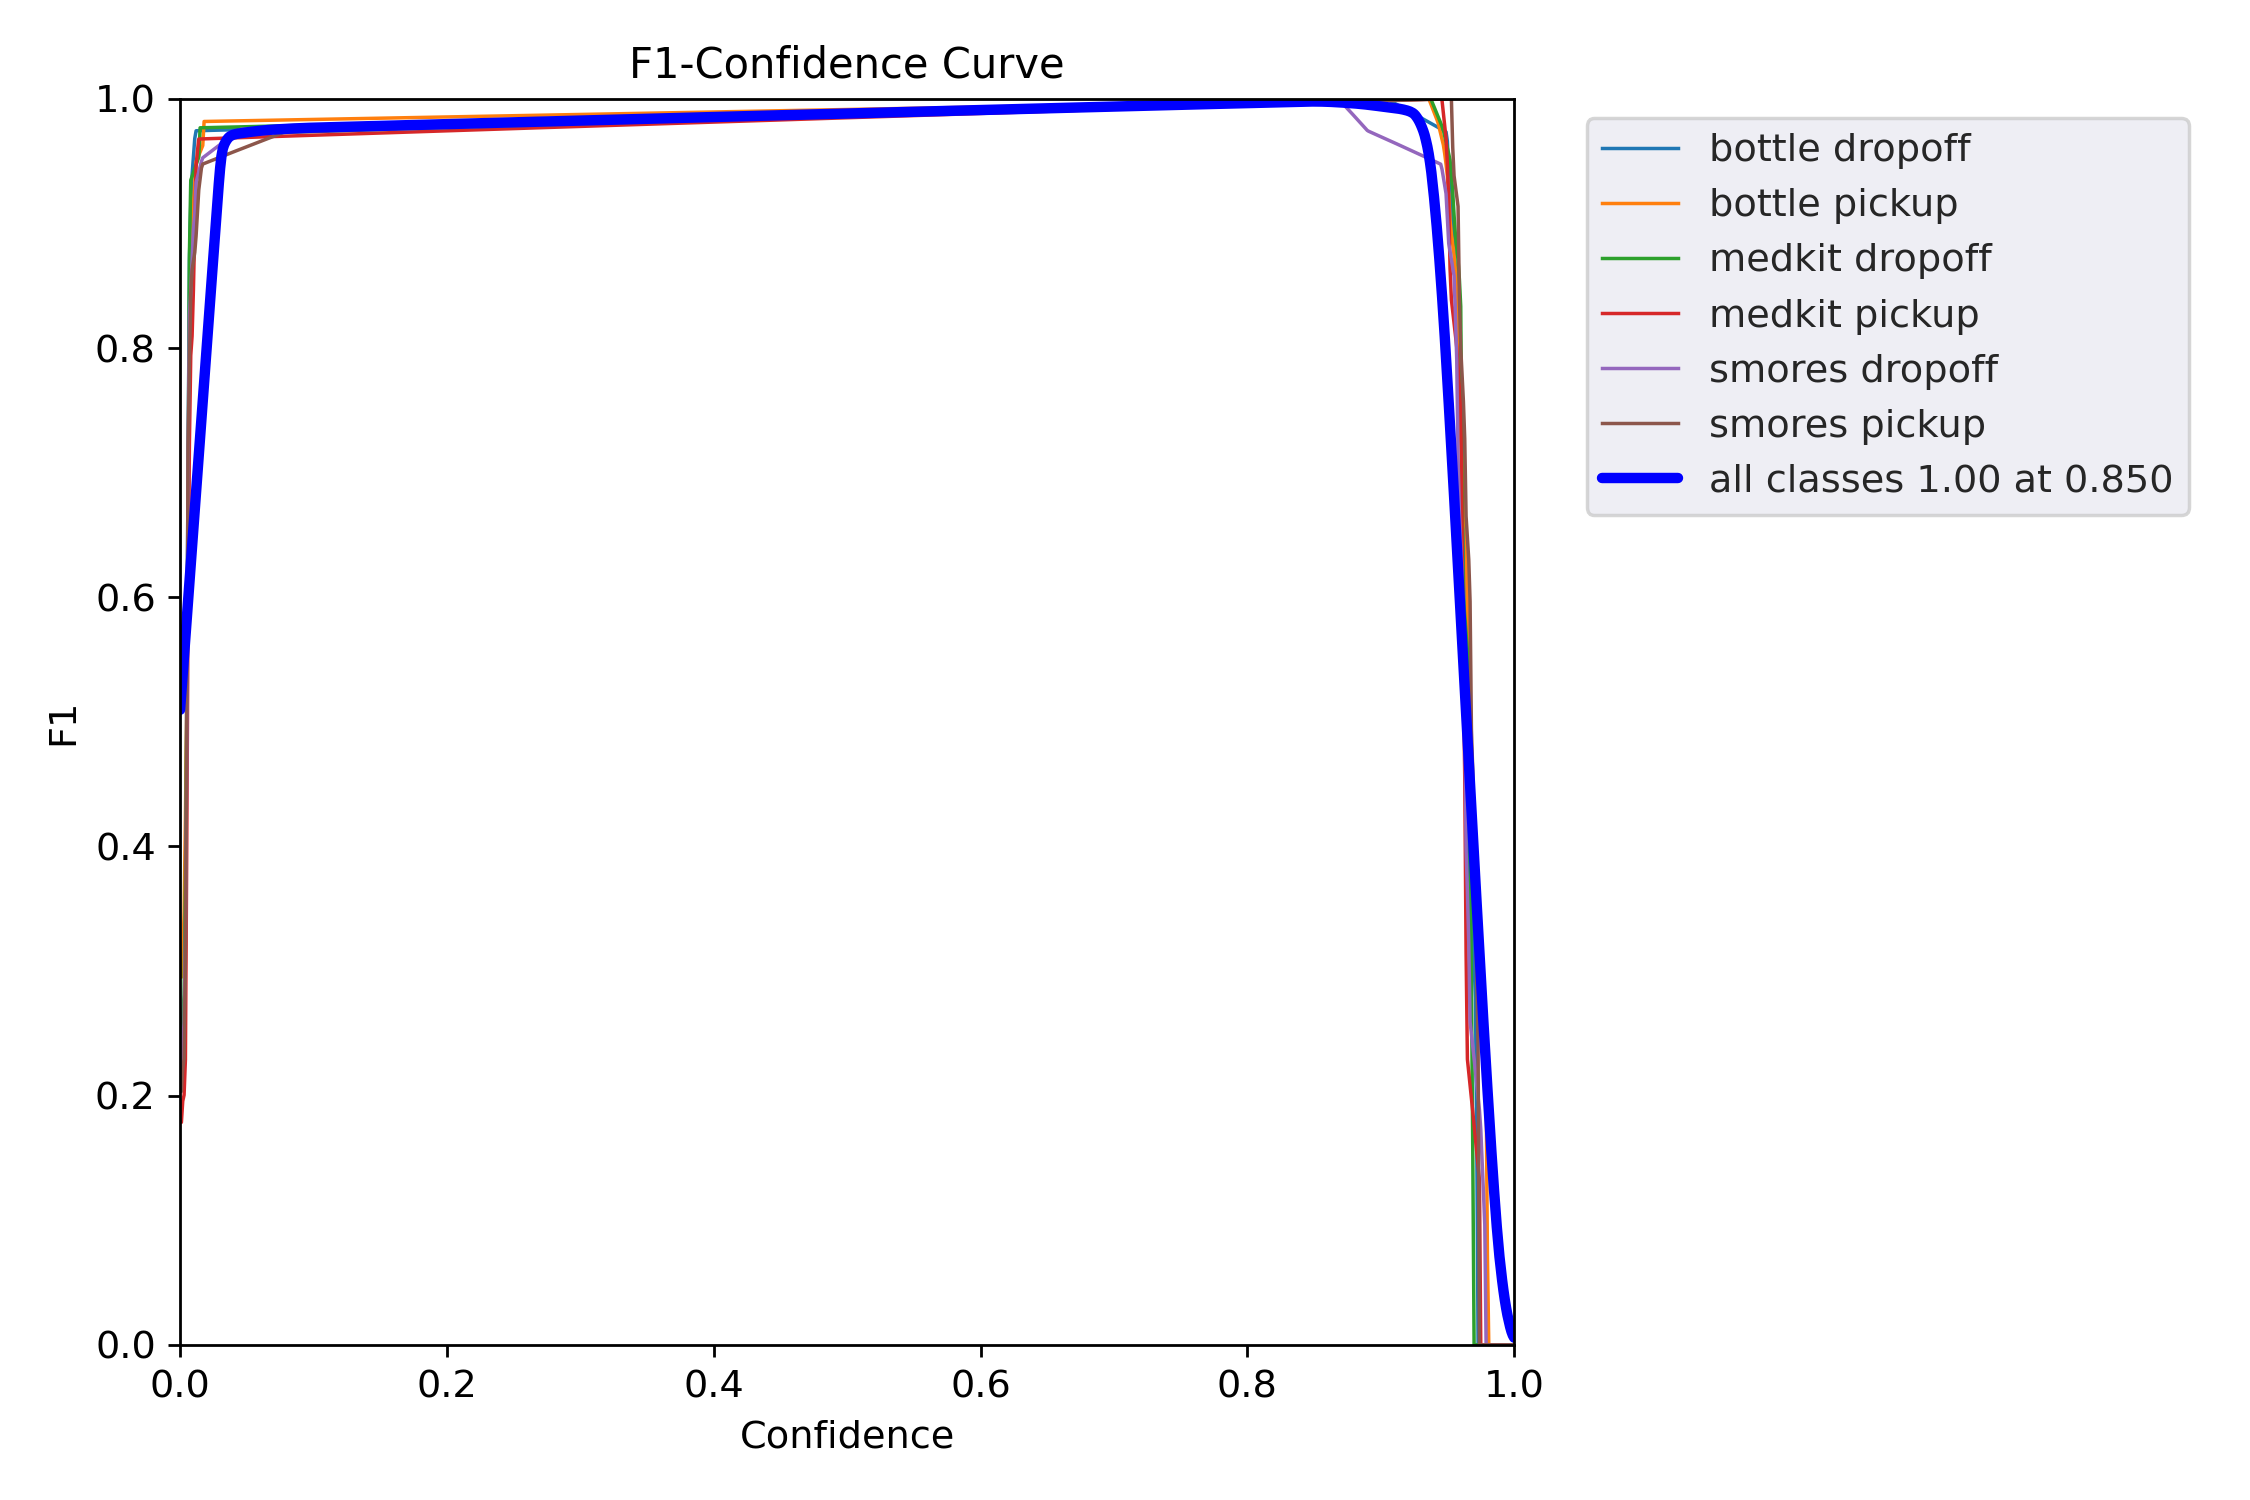 F1-Confidence Curve
1.0
0.8
0.6
0.4
0.2
0.0
F1
0.0 0.2 0.4 0.6 0.8 1.0
Confidence
bottle dropoff
bottle pickup
medkit dropoff
medkit pickup
smores dropoff
smores pickup
all classes 1.00 at 0.850